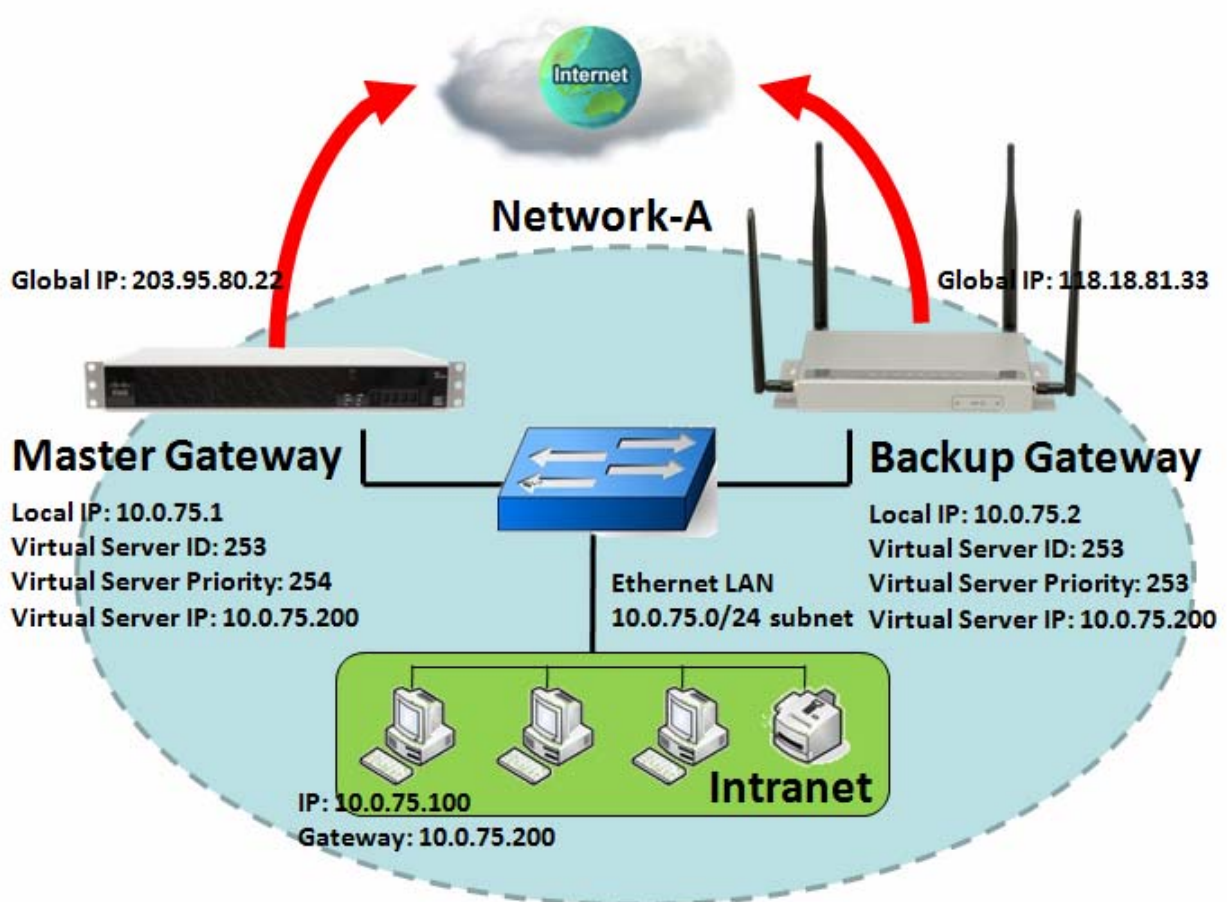 Internet
Network-A
Global IP: 203.95.80.22
Global IP: 118.18.81.33
Master Gateway
Local IP: 10.0.75.1
Virtual Server ID: 253
Virtual Server Priority: 254
Virtual Server IP: 10.0.75.200
Backup Gateway
Local IP: 10.0.75.2
Virtual Server ID: 253
Virtual Server Priority: 253
Virtual Server IP: 10.0.75.200
Ethernet LAN
10.0.75.0/24 subnet
Intranet
IP: 10.0.75.100
Gateway: 10.0.75.200